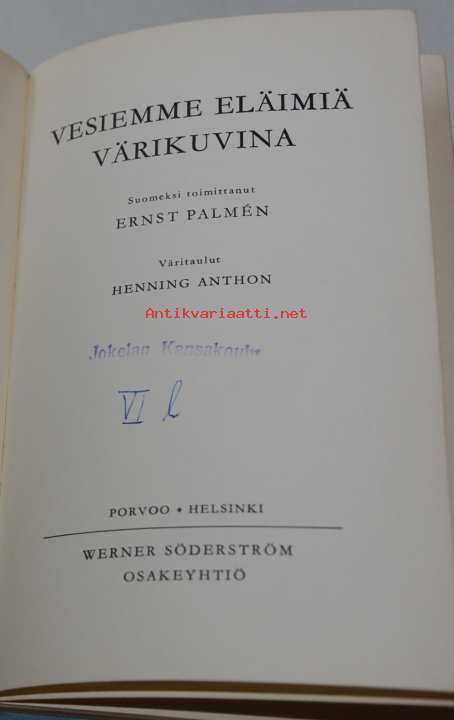 VESIEMME ELÄIMIÄ
VÄRIKUVINA
Suomeksi toimittanut
ERNST PALMÉN
Väritaulut
HENNING ANTHON
Antikvariaatti.net
Jokelan Kansakoulu
VI l
PORVOO • HELSINKI
WERNER SÖDERSTRÖM
OSAKEYHTIÖ